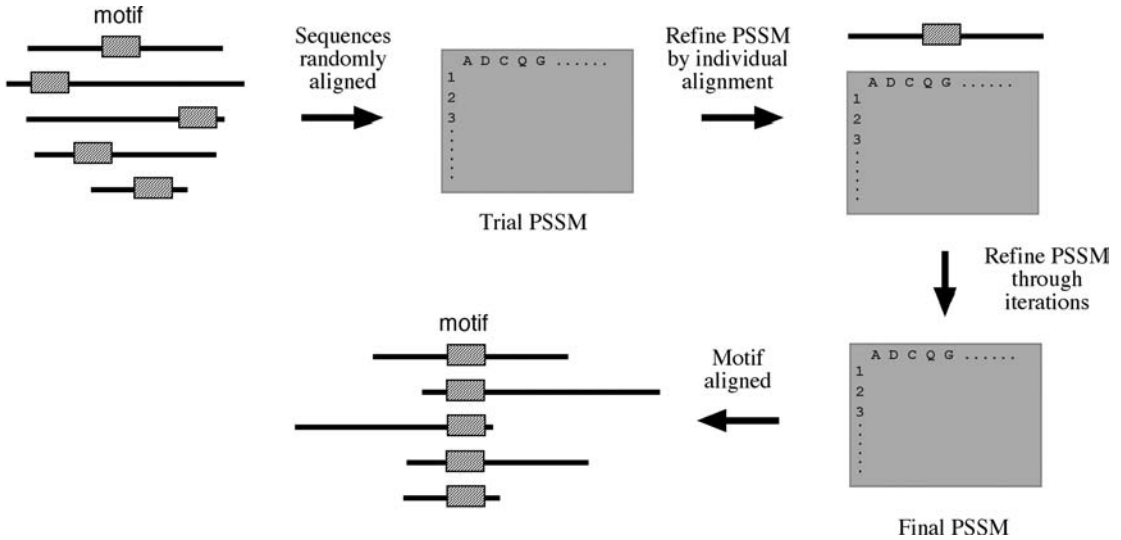 motif
Sequences
randomly
aligned
A D C Q G ......
1
2
3
.
.
.
.
.
Trial PSSM
Refine PSSM
by individual
alignment
A D C Q G ......
1
2
3
.
.
.
.
.
Refine PSSM
through
iterations
A D C Q G ......
1
2
3
.
.
.
.
.
Final PSSM
Motif
aligned
motif